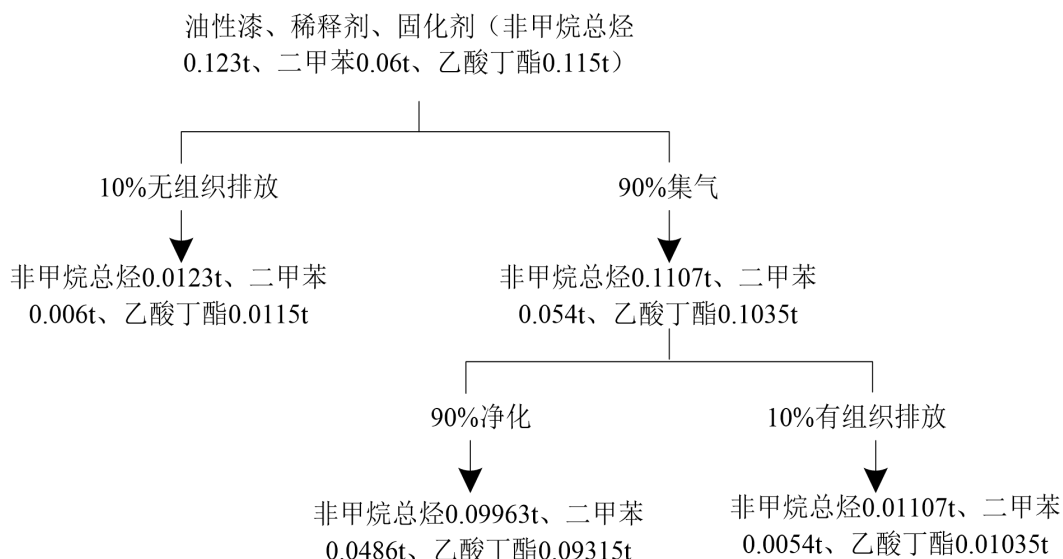 油性漆、稀释剂、固化剂（非甲烷总烃
0.123t、二甲苯0.06t、乙酸丁酯0.115t）
10%无组织排放
90%集气
非甲烷总烃0.0123t、二甲苯
0.006t、乙酸丁酯0.0115t
非甲烷总烃0.1107t、二甲苯
0.054t、乙酸丁酯0.1035t
90%净化
10%有组织排放
非甲烷总烃0.09963t、二甲苯
0.0486t、乙酸丁酯0.09315t
非甲烷总烃0.01107t、二甲苯
0.0054t、乙酸丁酯0.01035t